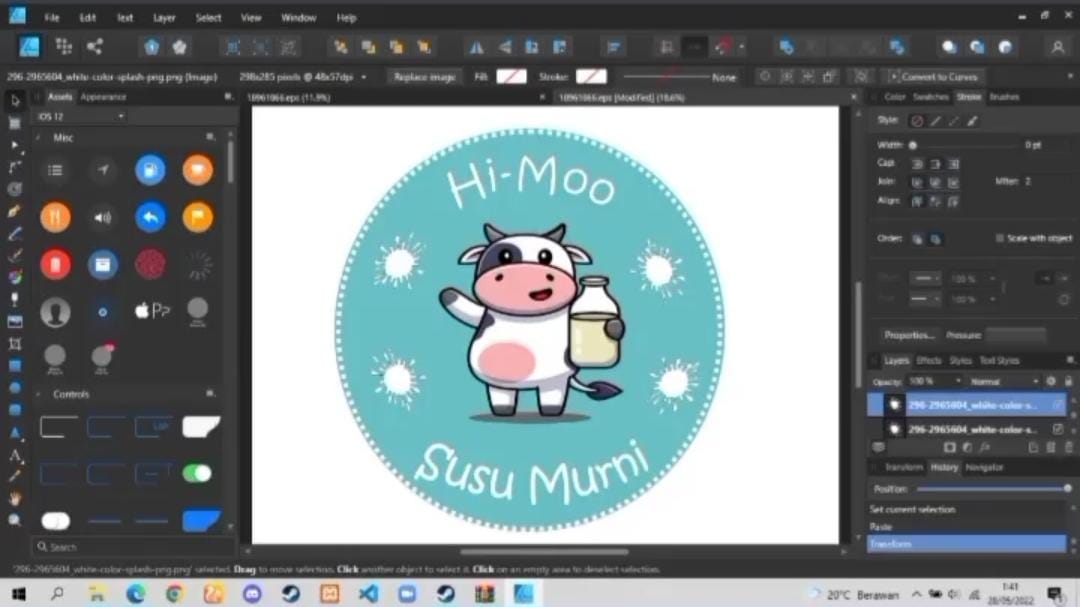 File Edit Text Layer Select View Window Help
296-2965604_white-color-splash-png.png (Image) 298x285 pixels @ 48x57dpi Replace image Fill: Stroke: None Convert to Curves
Assets Appearance
18961866.eps (11.9%)
18961866.eps [Modified] (18.6%)
Color Swatches Stroke Brushes
iOS 12
Misc
Style:
Width: 0 pt
Cap:
Join: Miter: 2
Align:
Order: Scale with object
100 %
100 %
Properties... Pressure:
Hi-Moo
Susu Murni
Layers Effects Styles Text Styles
Opacity: 100 % Normal
296-2965604_white-color-s...
296-2965604_white-color-s...
Controls
Transform History Navigator
Position:
Set current selection
Paste
Transform
Search
'296-2965604_white-color-splash-png.png' selected. Drag to move selection. Click another object to select it. Click on an empty area to deselect selection.
20°C Berawan
1:41
28/05/2022